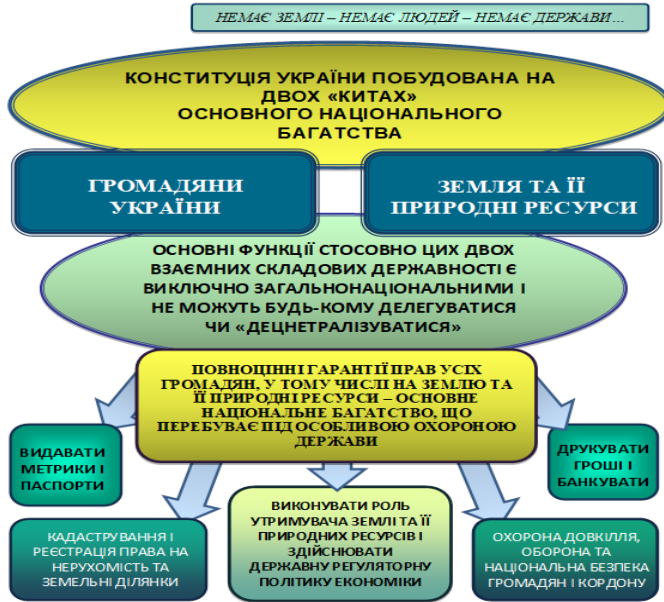 НЕМАЄ ЗЕМЛІ – НЕМАЄ ЛЮДЕЙ – НЕМАЄ ДЕРЖАВИ…
КОНСТИТУЦІЯ УКРАЇНИ ПОБУДОВАНА НА
ДВОХ «КИТАХ»
ОСНОВНОГО НАЦІОНАЛЬНОГО
БАГАТСТВА
ГРОМАДЯНИ
УКРАЇНИ
ЗЕМЛЯ ТА ЇЇ
ПРИРОДНІ РЕСУРСИ
ОСНОВНІ ФУНКЦІЇ СТОСОВНО ЦИХ ДВОХ
ВЗАЄМНИХ СКЛАДОВИХ ДЕРЖАВНОСТІ Є
ВИКЛЮЧНО ЗАГАЛЬНОНАЦІОНАЛЬНИМИ І
НЕ МОЖУТЬ БУДЬ-КОМУ ДЕЛЕГУВАТИСЯ
ЧИ «ДЕЦНЕТРАЛІЗУВАТИСЯ»
ПОВНОЦІННІ ГАРАНТІЇ ПРАВ УСІХ
ГРОМАДЯН, У ТОМУ ЧИСЛІ НА ЗЕМЛЮ ТА
ЇЇ ПРИРОДНІ РЕСУРСИ – ОСНОВНЕ
НАЦІОНАЛЬНЕ БАГАТСТВО, ЩО
ПЕРЕБУВАЄ ПІД ОСОБЛИВОЮ ОХОРОНОЮ
ДЕРЖАВИ
ВИДАВАТИ
МЕТРИКИ І
ПАСПОРТИ
ДРУКУВАТИ
ГРОШІ І
БАНКУВАТИ
КАДАСТРУВАННЯ І
РЕЄСТРАЦІЯ ПРАВА НА
НЕРУХОМІСТЬ ТА
ЗЕМЕЛЬНІ ДІЛЯНКИ
ВИКОНУВАТИ РОЛЬ
УТРИМУВАЧА ЗЕМЛІ ТА ЇЇ
ПРИРОДНИХ РЕСУРСІВ І
ЗДІЙСНЮВАТИ
ДЕРЖАВНУ РЕГУЛЯТОРНУ
ПОЛІТИКУ ЕКОНОМІКИ
ОХОРОНА ДОВКІЛЛЯ,
ОБОРОНА ТА
НАЦІОНАЛЬНА БЕЗПЕКА
ГРОМАДЯН І КОРДОНУ